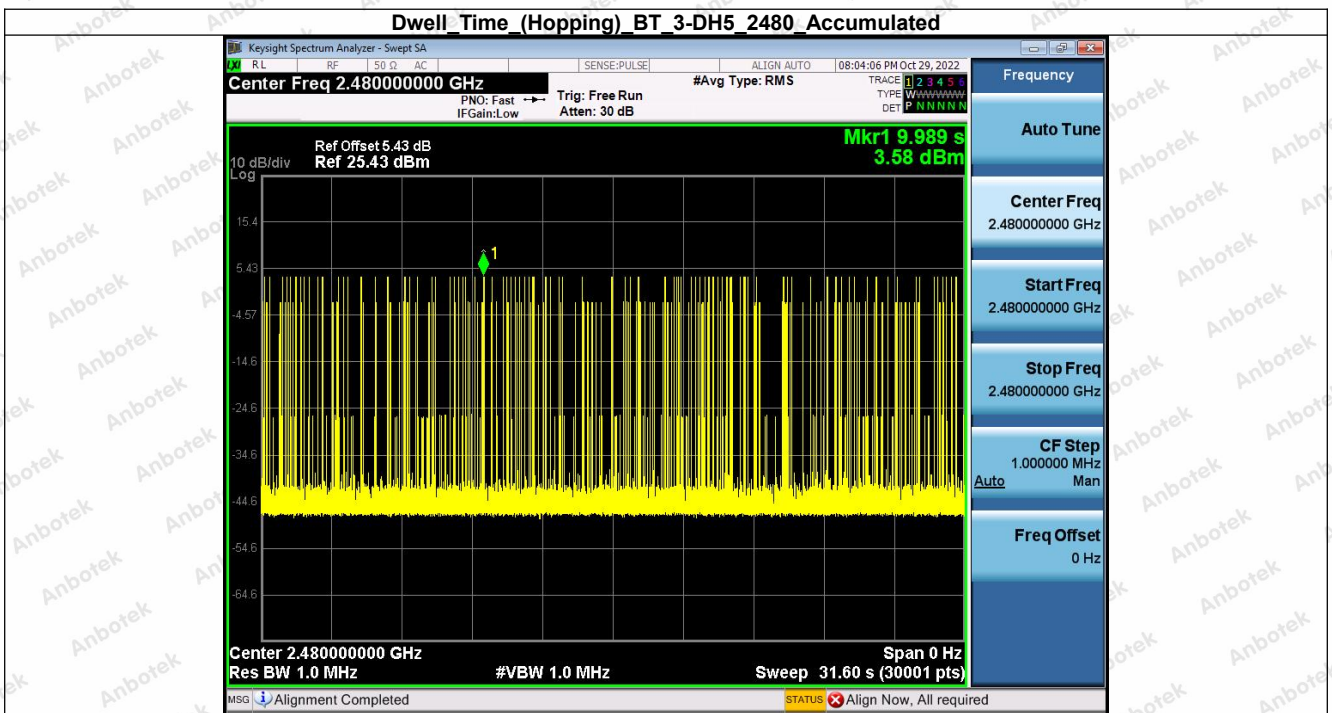 Dwell_Time_(Hopping)_BT_3-DH5_2480_Accumulated
Keysight Spectrum Analyzer - Swept SA
LXI RL RF 50 Ω AC SENSE:PULSE ALIGN AUTO 08:04:06 PM Oct 29, 2022
Center Freq 2.480000000 GHz #Avg Type: RMS TRACE 1 2 3 4 5 6
PNO: Fast Trig: Free Run TYPE WWWWWW
IFGain:Low Atten: 30 dB DET P N N N N N
Mkr1 9.989 s
3.58 dBm
Ref Offset 5.43 dB
10 dB/div Ref 25.43 dBm
Log
15.4
1
5.43
-4.57
-14.6
-24.6
-34.6
-44.6
-54.6
-64.6
Center 2.480000000 GHz Span 0 Hz
Res BW 1.0 MHz #VBW 1.0 MHz Sweep 31.60 s (30001 pts)
MSG Alignment Completed STATUS Align Now, All required
Frequency
Auto Tune
Center Freq
2.480000000 GHz
Start Freq
2.480000000 GHz
Stop Freq
2.480000000 GHz
CF Step
1.000000 MHz
Auto Man
Freq Offset
0 Hz
Anbotek